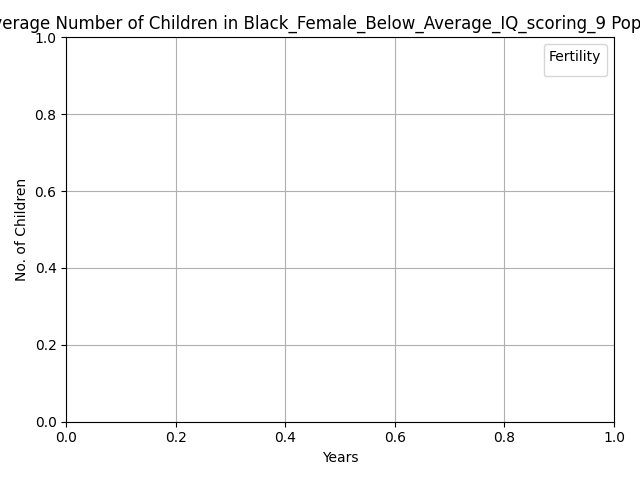 verage Number of Children in Black_Female_Below_Average_IQ_scoring_9 Pop
Fertility
1.0
0.8
0.6
0.4
0.2
0.0
No. of Children
0.0 0.2 0.4 0.6 0.8 1.0
Years